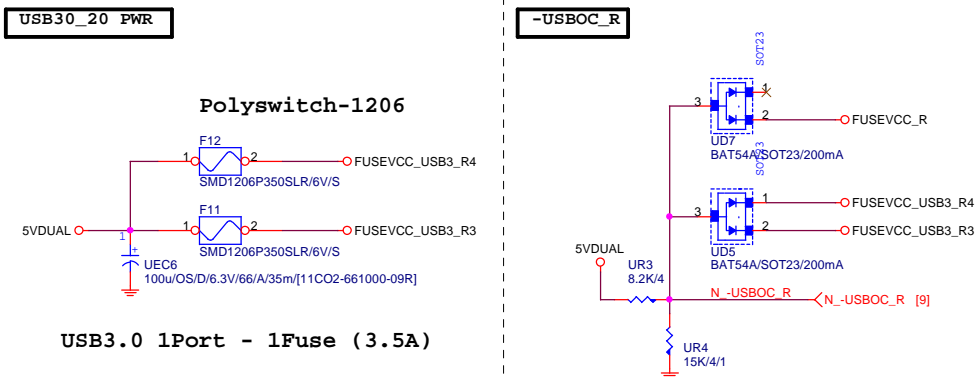 USB30_20 PWR
Polyswitch-1206
F12
1
2
FUSEVCC_USB3_R4
SMD1206P350SLR/6V/S
F11
1
2
FUSEVCC_USB3_R3
SMD1206P350SLR/6V/S
5VDUAL
1
+
UEC6
100u/OS/D/6.3V/66/A/35m/[11CO2-661000-09R]
USB3.0 1Port - 1Fuse (3.5A)
-USBOC_R
SOT23
1
3
2
FUSEVCC_R
UD7
BAT54A/SOT23/200mA
SOT23
1
FUSEVCC_USB3_R4
3
2
FUSEVCC_USB3_R3
UD5
BAT54A/SOT23/200mA
5VDUAL
UR3
8.2K/4
N_-USBOC_R
N_-USBOC_R [9]
UR4
15K/4/1